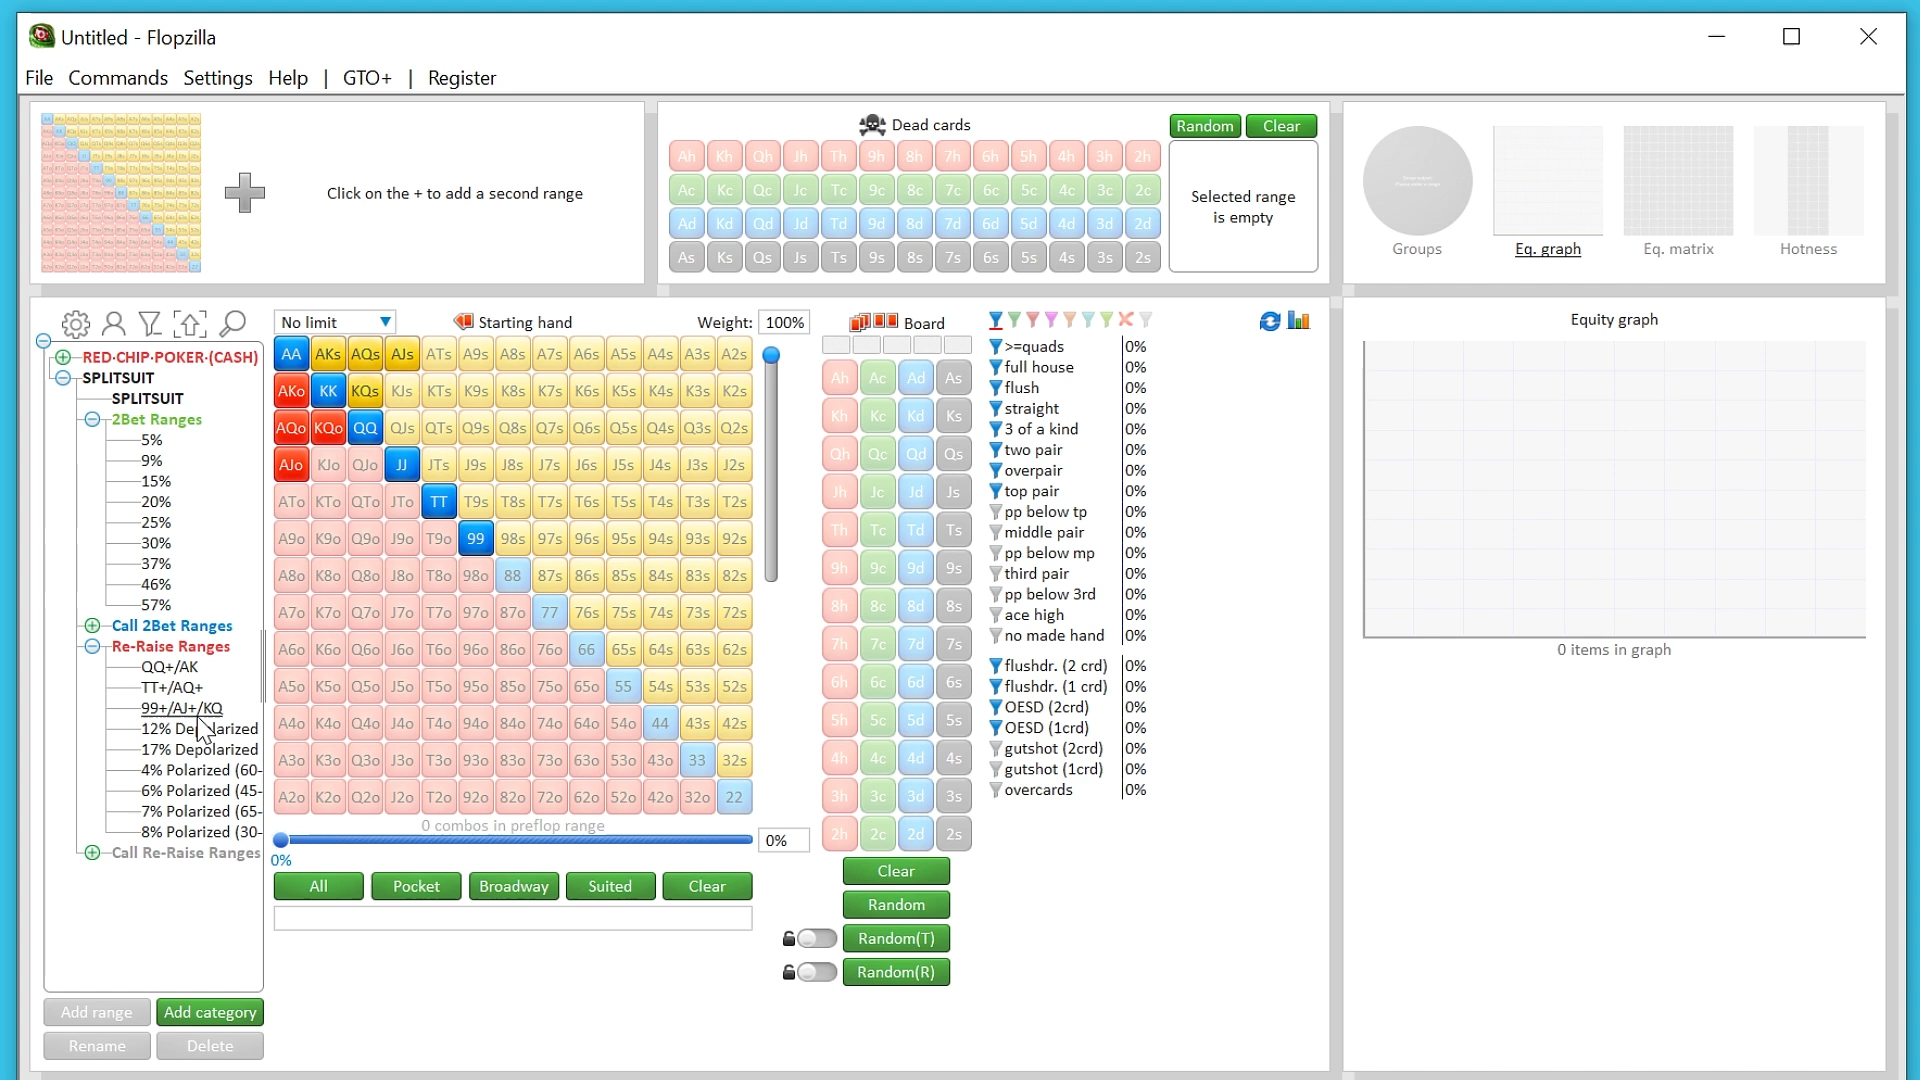 Untitled - Flopzilla
File Commands Settings Help | GTO+ | Register
Click on the + to add a second range
Dead cards
Random Clear
Ah Kh Qh Jh Th 9h 8h 7h 6h 5h 4h 3h 2h
Ac Kc Qc Jc Tc 9c 8c 7c 6c 5c 4c 3c 2c
Ad Kd Qd Jd Td 9d 8d 7d 6d 5d 4d 3d 2d
As Ks Qs Js Ts 9s 8s 7s 6s 5s 4s 3s 2s
Selected range
is empty
Groups Eq. graph Eq. matrix Hotness
RED·CHIP·POKER·(CASH)
SPLITSUIT
SPLITSUIT
2Bet Ranges
5%
9%
15%
20%
25%
30%
37%
46%
57%
Call 2Bet Ranges
Re-Raise Ranges
QQ+/AK
TT+/AQ+
99+/AJ+/KQ
12% Depolarized
17% Depolarized
4% Polarized (60-
6% Polarized (45-
7% Polarized (65-
8% Polarized (30-
Call Re-Raise Ranges
Add range Add category
Rename Delete
No limit Starting hand Weight: 100%
AA AKs AQs AJs ATs A9s A8s A7s A6s A5s A4s A3s A2s
AKo KK KQs KJs KTs K9s K8s K7s K6s K5s K4s K3s K2s
AQo KQo QQ QJs QTs Q9s Q8s Q7s Q6s Q5s Q4s Q3s Q2s
AJo KJo QJo JJ JTs J9s J8s J7s J6s J5s J4s J3s J2s
ATo KTo QTo JTo TT T9s T8s T7s T6s T5s T4s T3s T2s
A9o K9o Q9o J9o T9o 99 98s 97s 96s 95s 94s 93s 92s
A8o K8o Q8o J8o T8o 98o 88 87s 86s 85s 84s 83s 82s
A7o K7o Q7o J7o T7o 97o 87o 77 76s 75s 74s 73s 72s
A6o K6o Q6o J6o T6o 96o 86o 76o 66 65s 64s 63s 62s
A5o K5o Q5o J5o T5o 95o 85o 75o 65o 55 54s 53s 52s
A4o K4o Q4o J4o T4o 94o 84o 74o 64o 54o 44 43s 42s
A3o K3o Q3o J3o T3o 93o 83o 73o 63o 53o 43o 33 32s
A2o K2o Q2o J2o T2o 92o 82o 72o 62o 52o 42o 32o 22
0 combos in preflop range
0%
0%
All Pocket Broadway Suited Clear
Board
Ah Ac Ad As
Kh Kc Kd Ks
Qh Qc Qd Qs
Jh Jc Jd Js
Th Tc Td Ts
9h 9c 9d 9s
8h 8c 8d 8s
7h 7c 7d 7s
6h 6c 6d 6s
5h 5c 5d 5s
4h 4c 4d 4s
3h 3c 3d 3s
2h 2c 2d 2s
Clear
Random
Random(T)
Random(R)
>=quads 0%
full house 0%
flush 0%
straight 0%
3 of a kind 0%
two pair 0%
overpair 0%
top pair 0%
pp below tp 0%
middle pair 0%
pp below mp 0%
third pair 0%
pp below 3rd 0%
ace high 0%
no made hand 0%
flushdr. (2 crd) 0%
flushdr. (1 crd) 0%
OESD (2crd) 0%
OESD (1crd) 0%
gutshot (2crd) 0%
gutshot (1crd) 0%
overcards 0%
Equity graph
0 items in graph